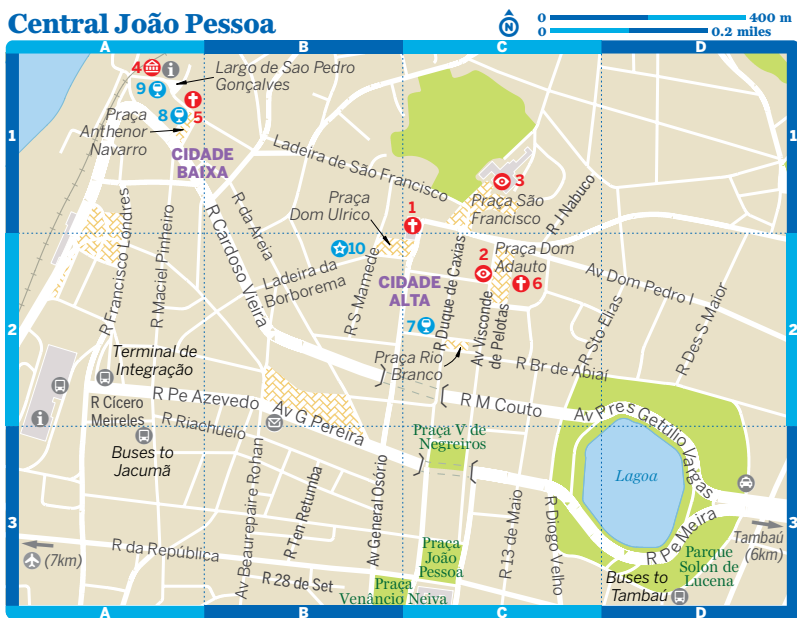 Central João Pessoa
N
0 400 m
0 0.2 miles
A
B
C
D
1
2
3
1
2
3
A
B
C
D
4
Largo de Sao Pedro
Gonçalves
9
8
5
Praça
Anthenor
Navarro
CIDADE
BAIXA
Ladeira de São Francisco
3
Praça São
Francisco
R J Nabuco
Praça
Dom Ulrico
1
R Francisco Londres
R Maciel Pinheiro
R da Areia
R Cardoso Vieira
10
Ladeira da
Borborema
R S Mamede
CIDADE
ALTA
7
R Duque de Caxias
2
Praça Dom
Adauto
6
Av Visconde
de Pelotas
Av Dom Pedro I
R Sto Elias
R Des S Maior
Praça Rio
Branco
R Br de Abiaí
Terminal de
Integração
R Pe Azevedo
R Cícero
Meireles
R Riachuelo
Av G Pereira
R M Couto
Av Pres Getúlio Vargas
Buses to
Jacumã
Praça V de
Negreiros
Lagoa
Av Beaurepaire Rohan
R Ten Retumba
Av General Osório
R 13 de Maio
R Diogo Velho
R Pe Meira
Tambaú
(6km)
(7km)
R da República
Praça
João
Pessoa
Parque
Solon de
Lucena
R 28 de Set
Praça
Venâncio Neiva
Buses to
Tambaú